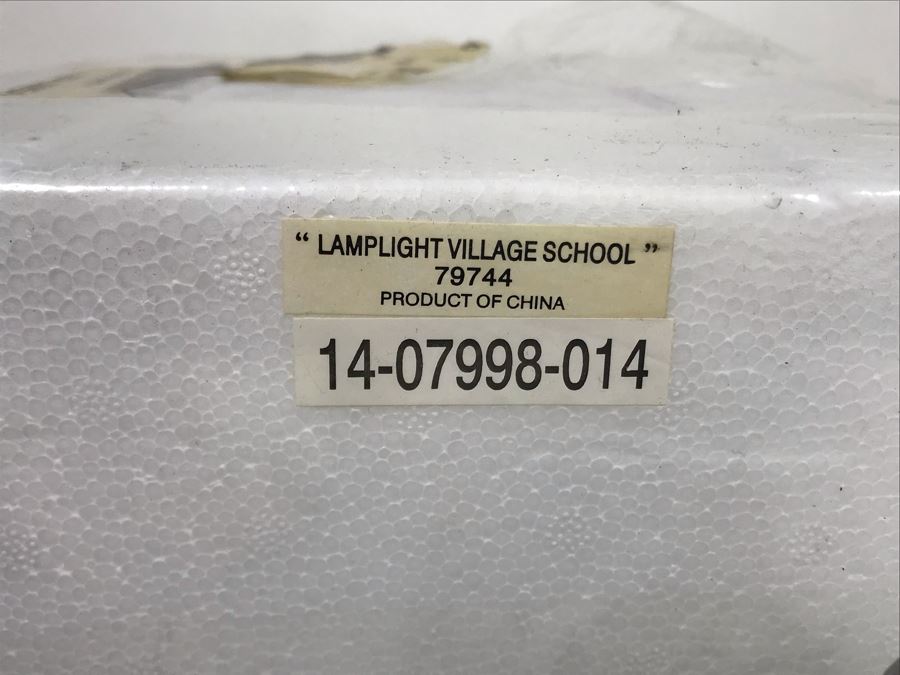 “ LAMPLIGHT VILLAGE SCHOOL ”
79744
PRODUCT OF CHINA
14-07998-014